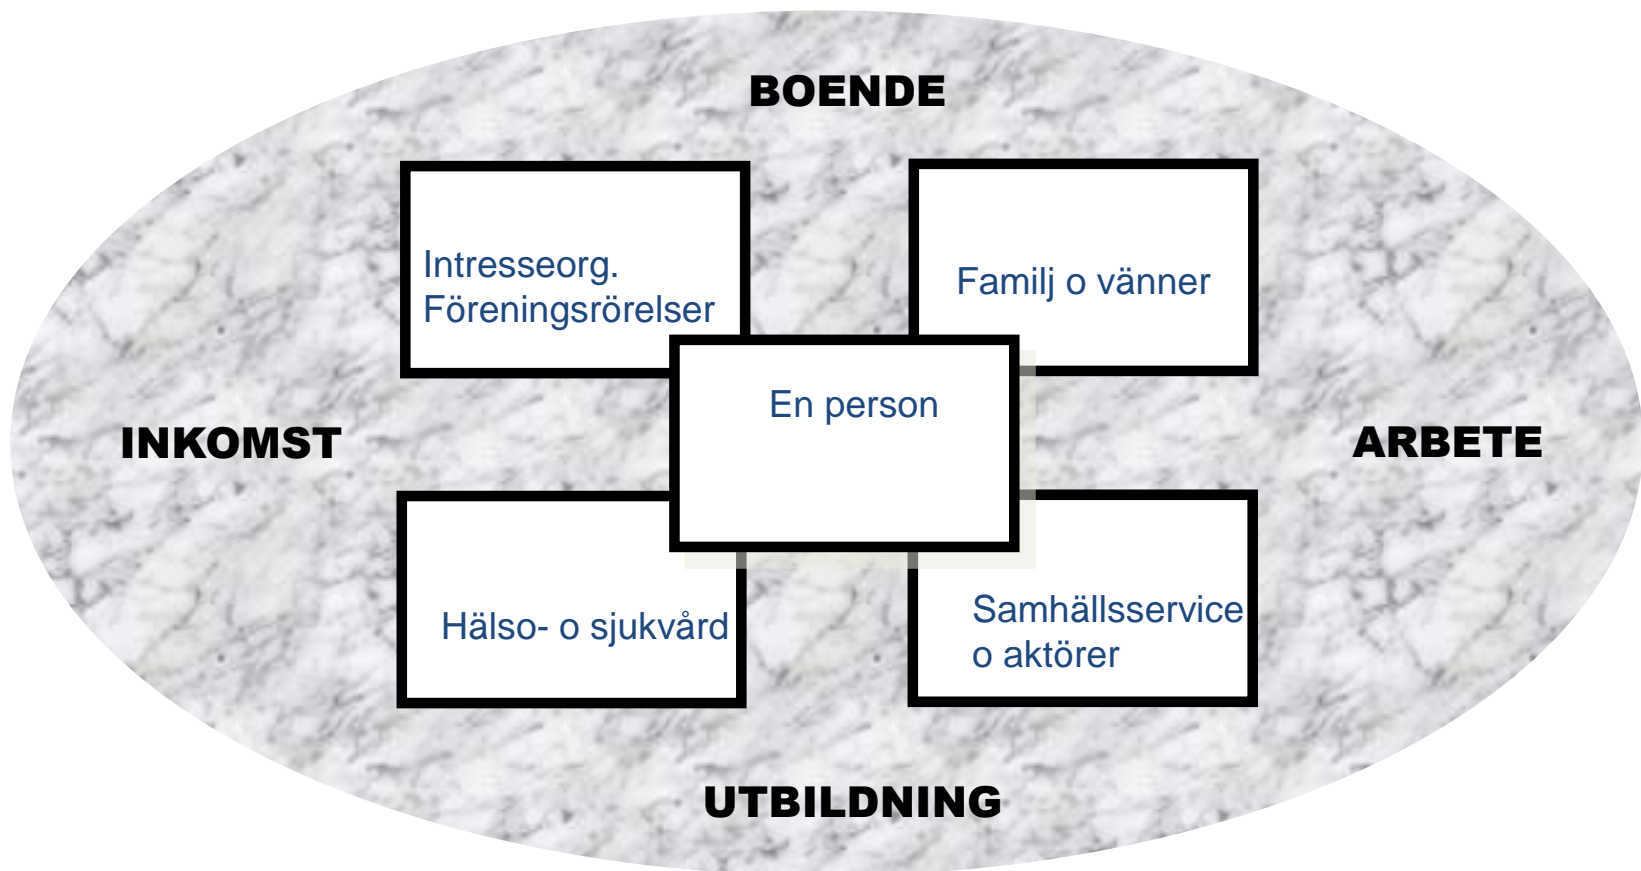 BOENDE
Intresseorg.
Föreningsrörelser
Familj o vänner
En person
INKOMST
ARBETE
Hälso- o sjukvård
Samhällsservice
o aktörer
UTBILDNING